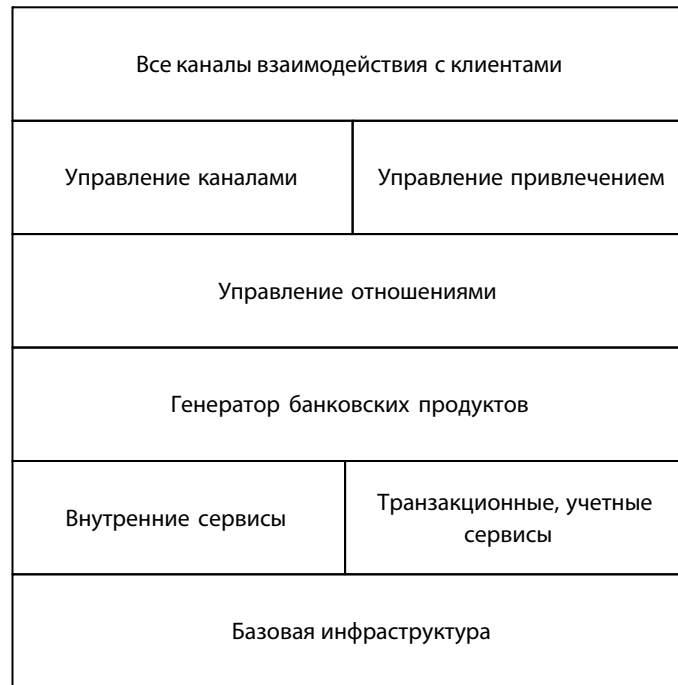 Все каналы взаимодействия с клиентами
Управление каналами
Управление привлечением
Управление отношениями
Генератор банковских продуктов
Внутренние сервисы
Транзакционные, учетные
сервисы
Базовая инфраструктура